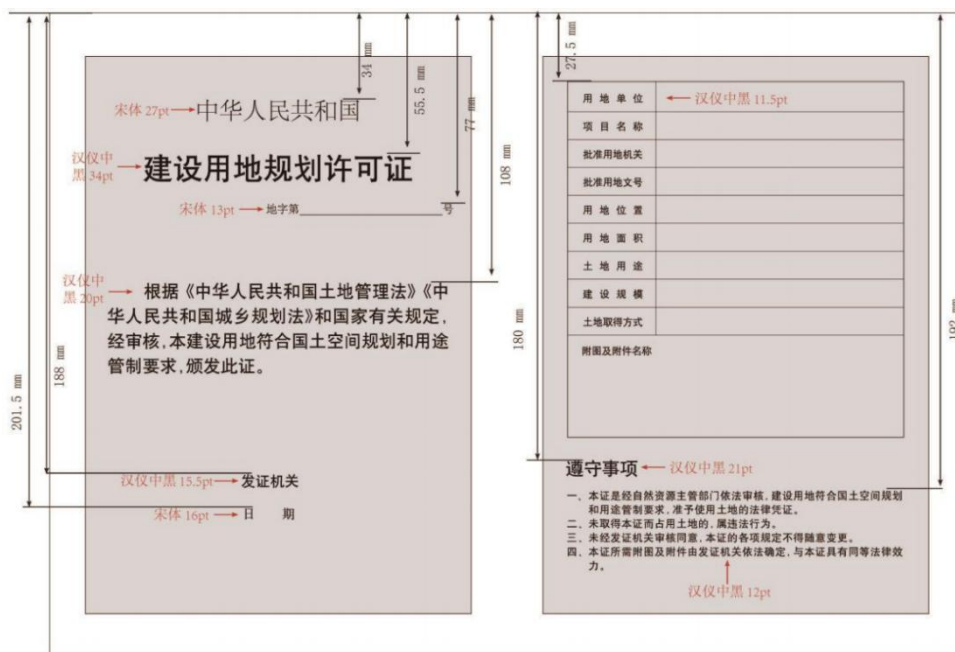 34 mm
55.5 mm
77 mm
108 mm
188 mm
201.5 mm
宋体 27pt
中华人民共和国
汉仪中
黑 34pt
建设用地规划许可证
宋体 13pt
地字第 号
汉仪中
黑 20pt
根据《中华人民共和国土地管理法》《中
华人民共和国城乡规划法》和国家有关规定,
经审核,本建设用地符合国土空间规划和用途
管制要求,颁发此证。
汉仪中黑 15.5pt
发证机关
宋体 16pt
日 期
27.5 mm
180 mm
192 mm
用地单位
汉仪中黑 11.5pt
项目名称
批准用地机关
批准用地文号
用地位置
用地面积
土地用途
建设规模
土地取得方式
附图及附件名称
遵守事项
汉仪中黑 21pt
一、本证是经自然资源主管部门依法审核,建设用地符合国土空间规划
和用途管制要求,准予使用土地的法律凭证。
二、未取得本证而占用土地的,属违法行为。
三、未经发证机关审核同意,本证的各项规定不得随意变更。
四、本证所需附图及附件由发证机关依法确定,与本证具有同等法律效
力。
汉仪中黑 12pt